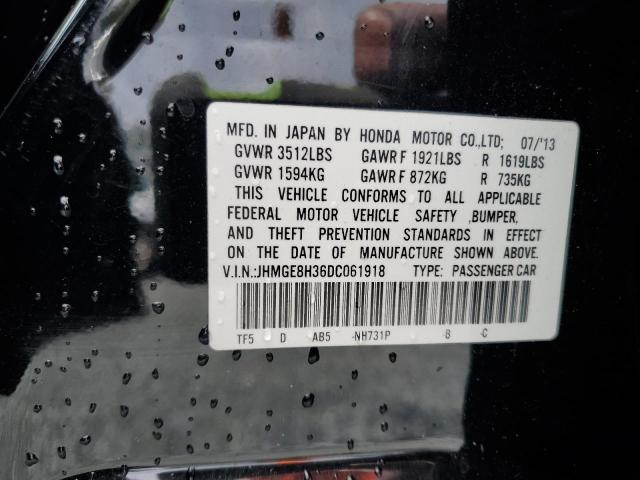 MFD. IN JAPAN BY HONDA MOTOR CO.,LTD; 07/'13
GVWR 3512LBS GAWR F 1921LBS R 1619LBS
GVWR 1594KG GAWR F 872KG R 735KG
THIS VEHICLE CONFORMS TO ALL APPLICABLE
FEDERAL MOTOR VEHICLE SAFETY ,BUMPER,
AND THEFT PREVENTION STANDARDS IN EFFECT
ON THE DATE OF MANUFACTURE SHOWN ABOVE.
V.I.N.:JHMGE8H36DC061918 TYPE: PASSENGER CAR
TF5 D AB5 NH731P B C